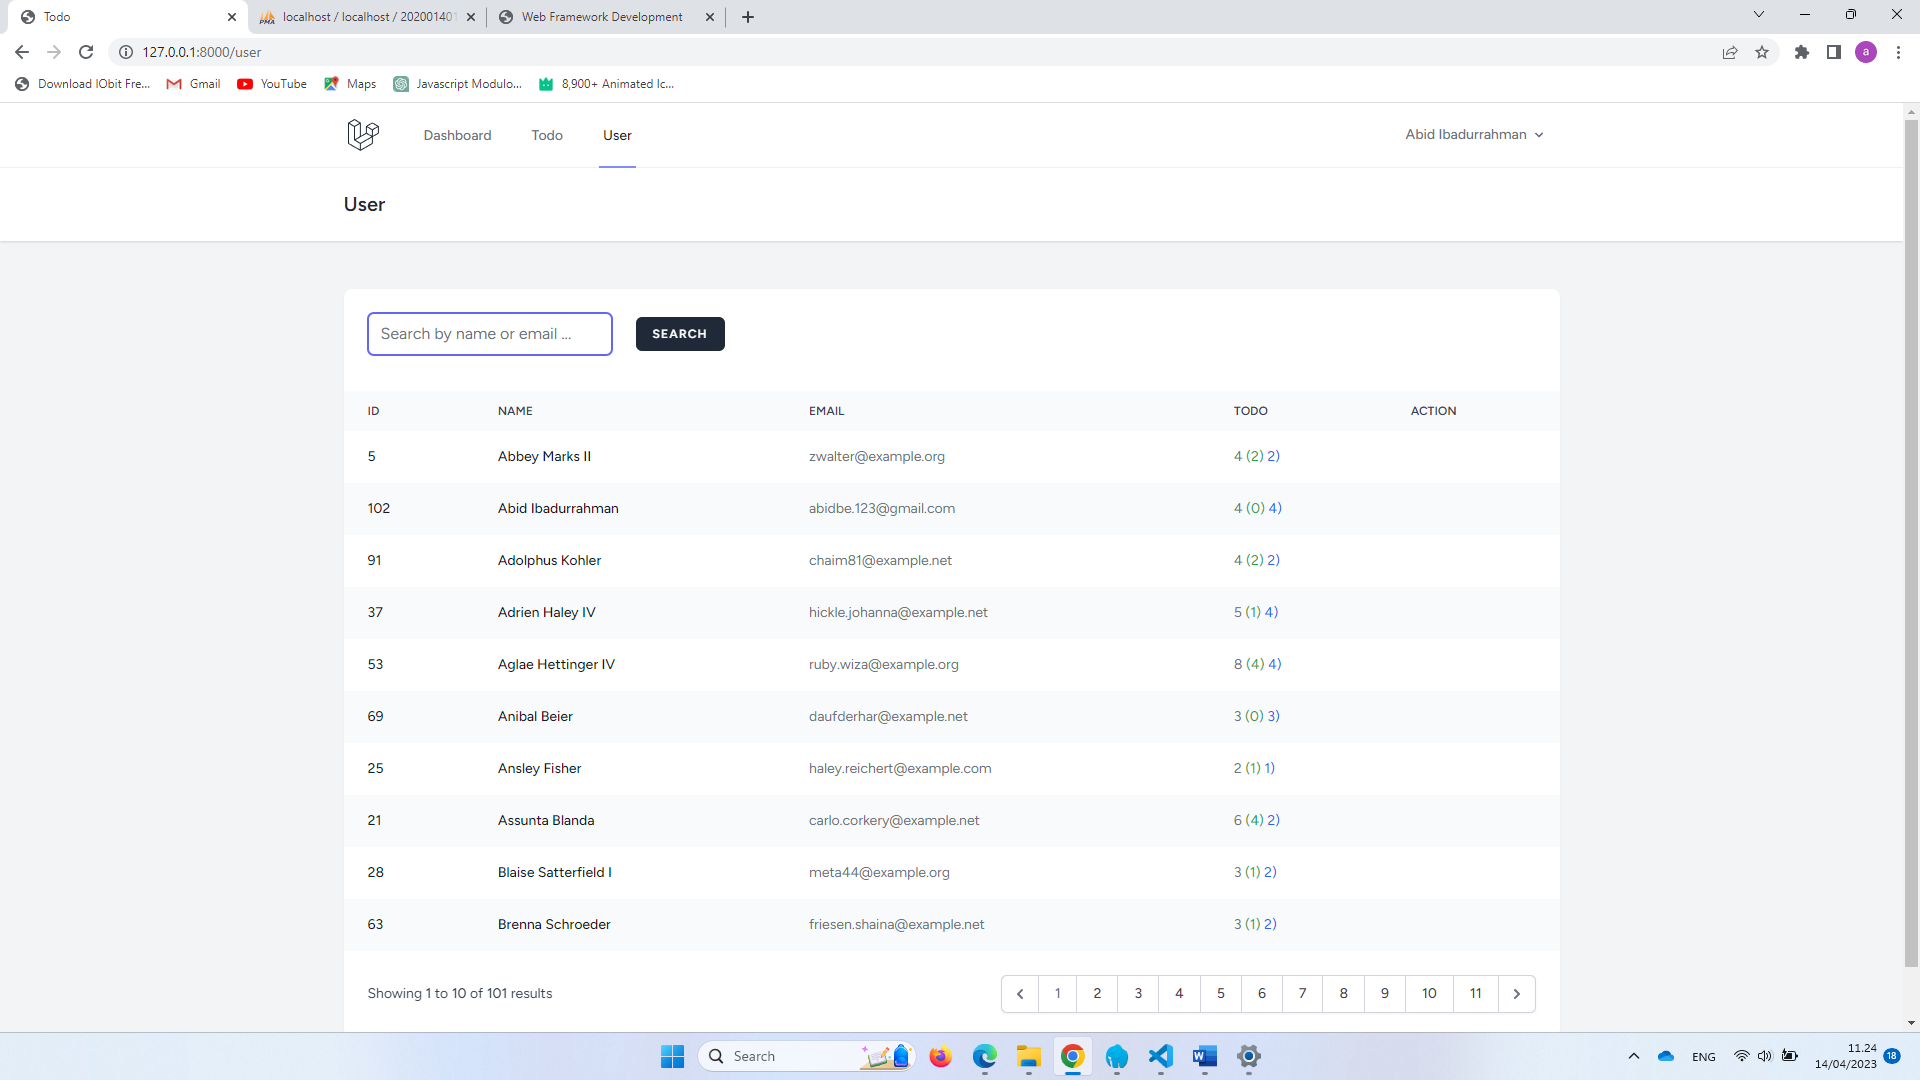 Todo
localhost / localhost / 202001401
Web Framework Development
127.0.0.1:8000/user
a
Download IObit Fre...
Gmail
YouTube
Maps
Javascript Modulo...
8,900+ Animated Ic...
Dashboard
Todo
User
Abid Ibadurrahman
User
Search by name or email ...
SEARCH
ID NAME EMAIL TODO ACTION
5 Abbey Marks II zwalter@example.org 4 (2) 2)
102 Abid Ibadurrahman abidbe.123@gmail.com 4 (0) 4)
91 Adolphus Kohler chaim81@example.net 4 (2) 2)
37 Adrien Haley IV hickle.johanna@example.net 5 (1) 4)
53 Aglae Hettinger IV ruby.wiza@example.org 8 (4) 4)
69 Anibal Beier daufderhar@example.net 3 (0) 3)
25 Ansley Fisher haley.reichert@example.com 2 (1) 1)
21 Assunta Blanda carlo.corkery@example.net 6 (4) 2)
28 Blaise Satterfield I meta44@example.org 3 (1) 2)
63 Brenna Schroeder friesen.shaina@example.net 3 (1) 2)
Showing 1 to 10 of 101 results
1 2 3 4 5 6 7 8 9 10 11
Search
ENG
11.24
14/04/2023
18